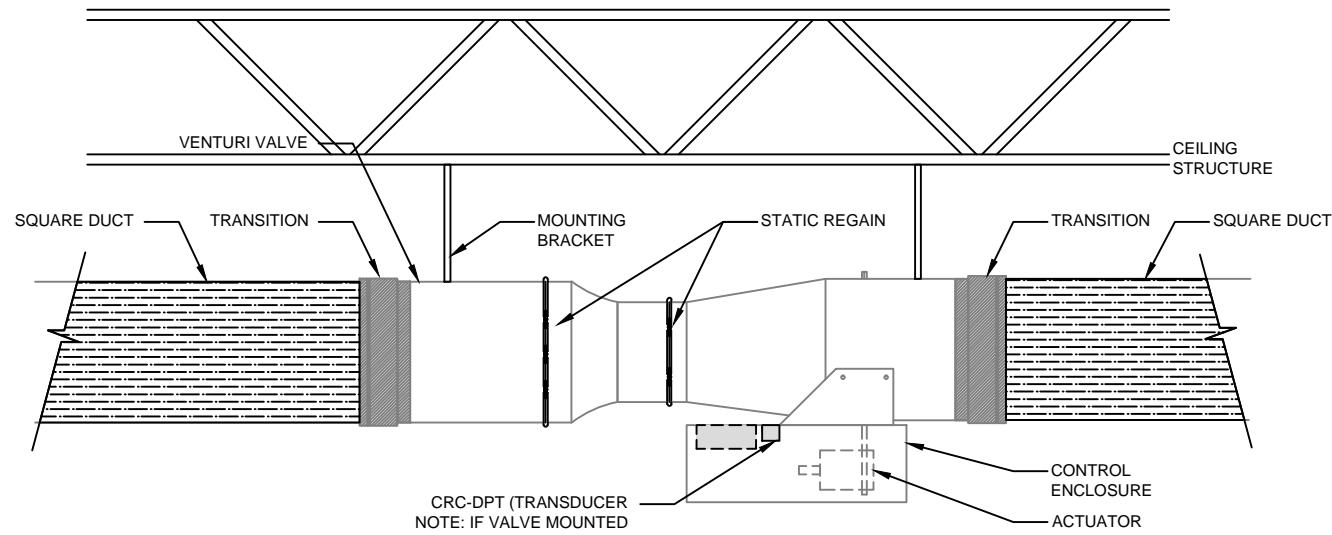 VENTURI VALVE
CEILING
STRUCTURE
SQUARE DUCT
TRANSITION
MOUNTING
BRACKET
STATIC REGAIN
TRANSITION
SQUARE DUCT
CRC-DPT (TRANSDUCER
NOTE: IF VALVE MOUNTED
CONTROL
ENCLOSURE
ACTUATOR